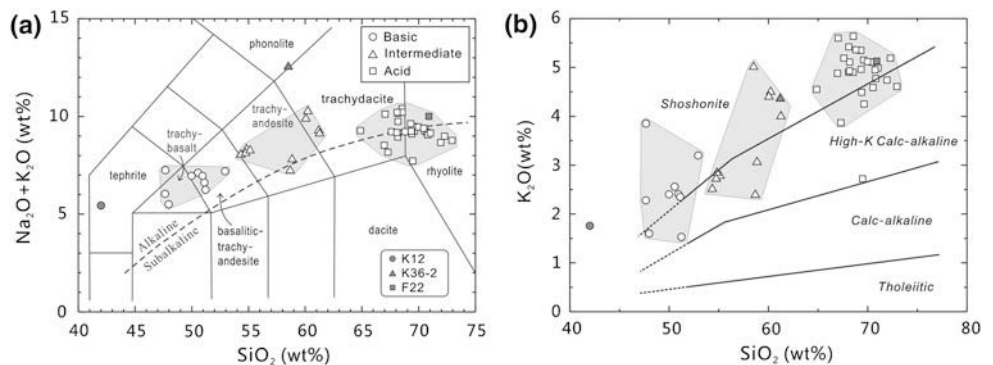 (a)
15
10
5
0
Na2O+K2O (wt%)
40
45
50
55
60
65
70
75
SiO2 (wt%)
phonolite
Basic
Intermediate
Acid
trachydacite
trachy-
andesite
trachy-
basalt
tephrite
rhyolite
Alkaline
Subalkaline
basalitic-
trachy-
andesite
dacite
K12
K36-2
F22
(b)
6
5
4
3
2
1
0
K2O(wt%)
40
50
60
70
80
SiO2 (wt%)
Shoshonite
High-K Calc-alkaline
Calc-alkaline
Tholeiitic